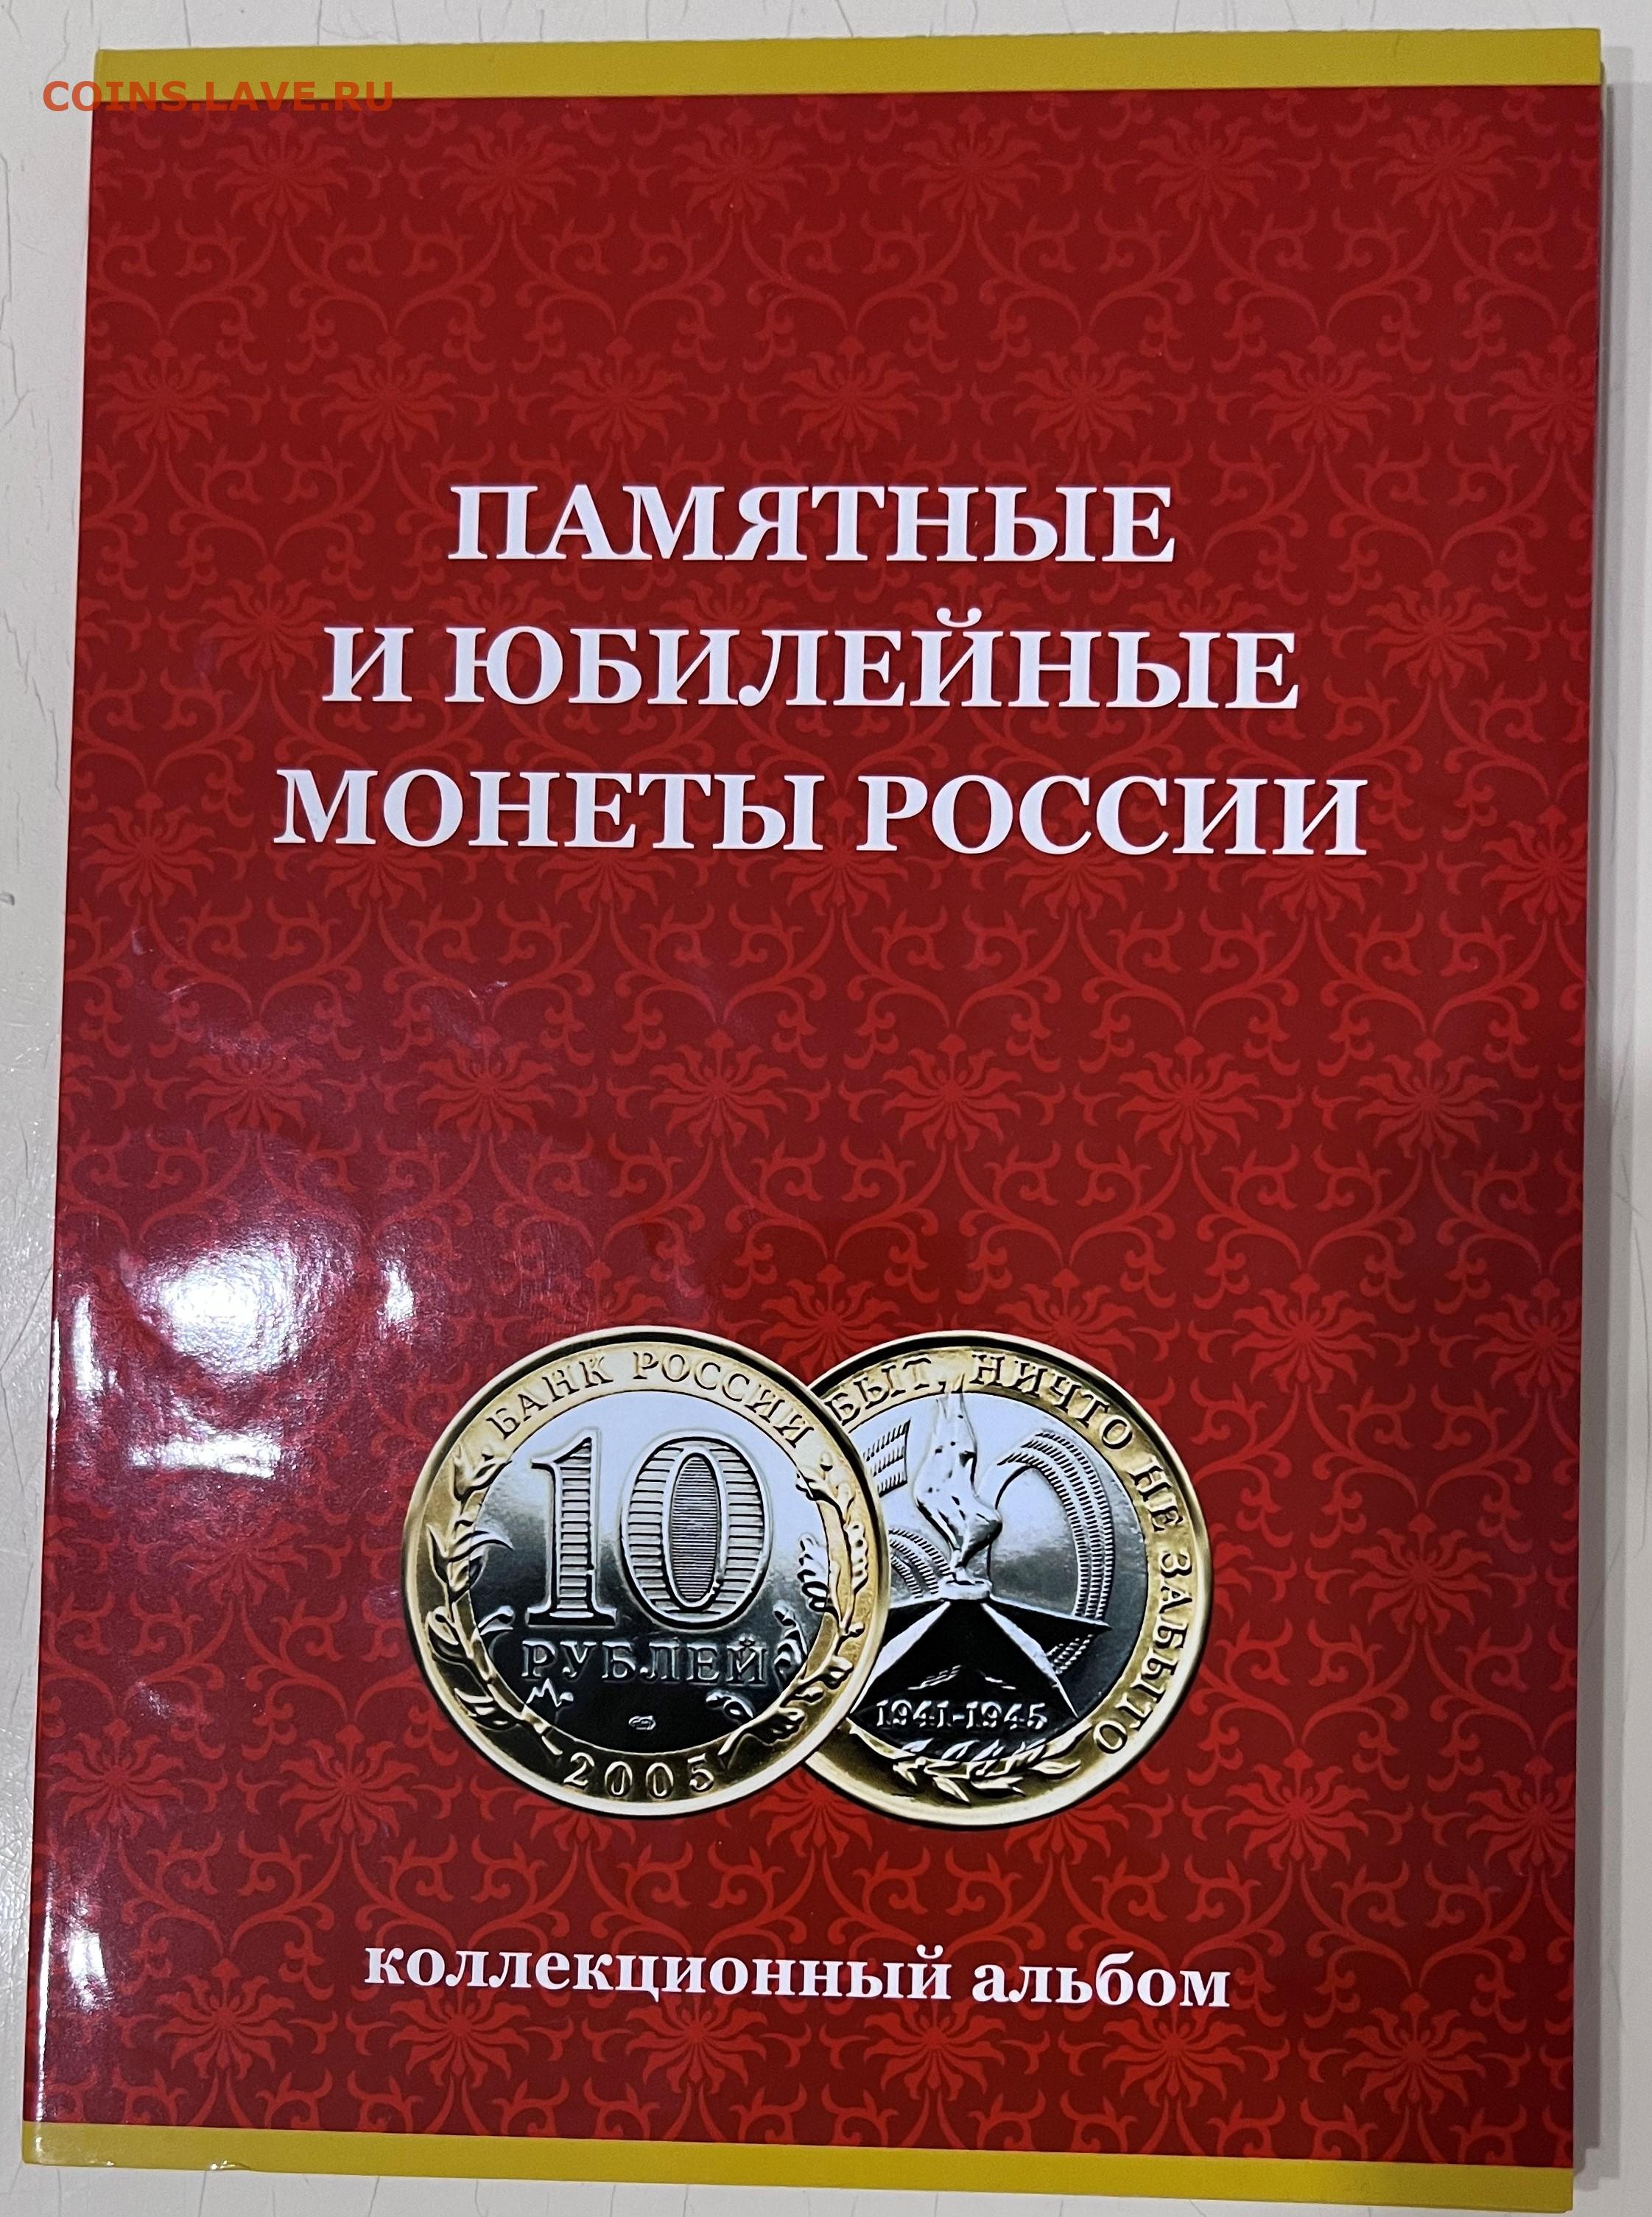 COINS.LAVE.RU
ПАМЯТНЫЕ
И ЮБИЛЕЙНЫЕ
МОНЕТЫ РОССИИ
БАНК РОССИИ
10
РУБЛЕЙ
2005
БЫТ, НИЧТО НЕ ЗАБЫТО
1941-1945
коллекционный альбом